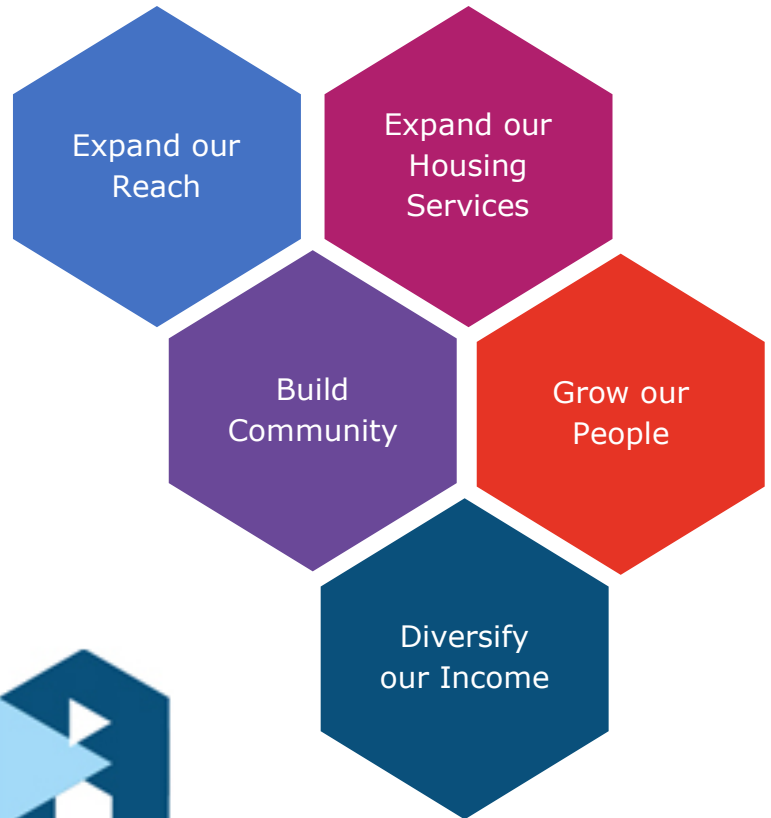 Expand our
Reach
Expand our
Housing
Services
Build
Community
Grow our
People
Diversify
our Income